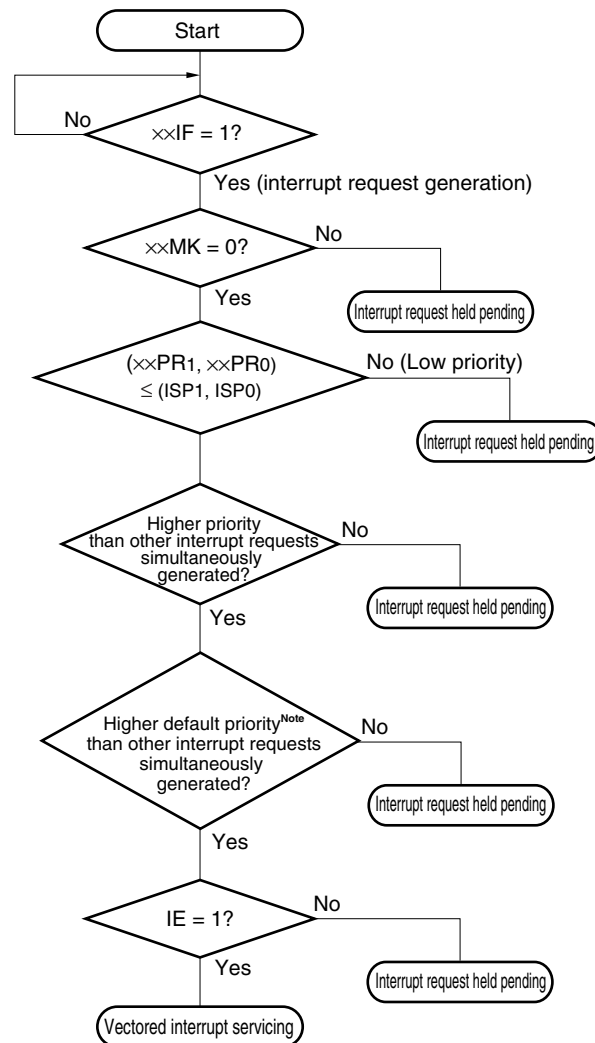 Start
No
××IF = 1?
Yes (interrupt request generation)
××MK = 0?
No
Yes
Interrupt request held pending
(××PR1, ××PR0)
≤ (ISP1, ISP0)
No (Low priority)
Interrupt request held pending
Higher priority
than other interrupt requests
simultaneously
generated?
No
Interrupt request held pending
Yes
Higher default priorityNote
than other interrupt requests
simultaneously
generated?
No
Interrupt request held pending
Yes
IE = 1?
No
Yes
Interrupt request held pending
Vectored interrupt servicing